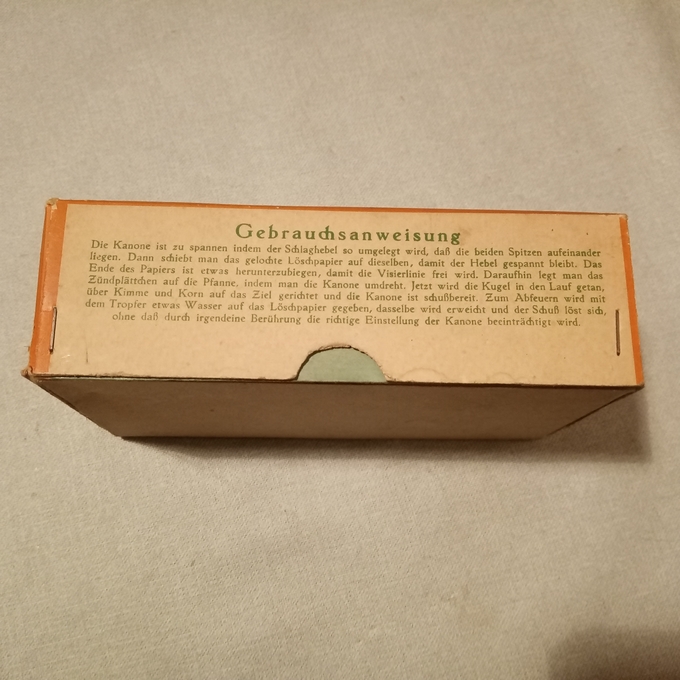 Gebrauchsanweisung
Die Kanone ist zu spannen indem der Schlaghebel so umgelegt wird, daß die beiden Spitzen aufeinander
liegen. Dann schiebt man das gelochte Löschpapier auf dieselben, damit der Hebel gespannt bleibt. Das
Ende des Papiers ist etwas herunterzubiegen, damit die Visierlinie frei wird. Daraufhin legt man das
Zündplättchen auf die Pfanne, indem man die Kanone umdreht. Jetzt wird die Kugel in den Lauf getan,
über Kimme und Korn auf das Ziel gerichtet und die Kanone ist schußbereit. Zum Abfeuern wird mit
dem Tropfer etwas Wasser auf das Löschpapier gegeben, dasselbe wird erweicht und der Schuß löst sich,
ohne daß durch irgendeine Berührung die richtige Einstellung der Kanone beeinträchtigt wird.